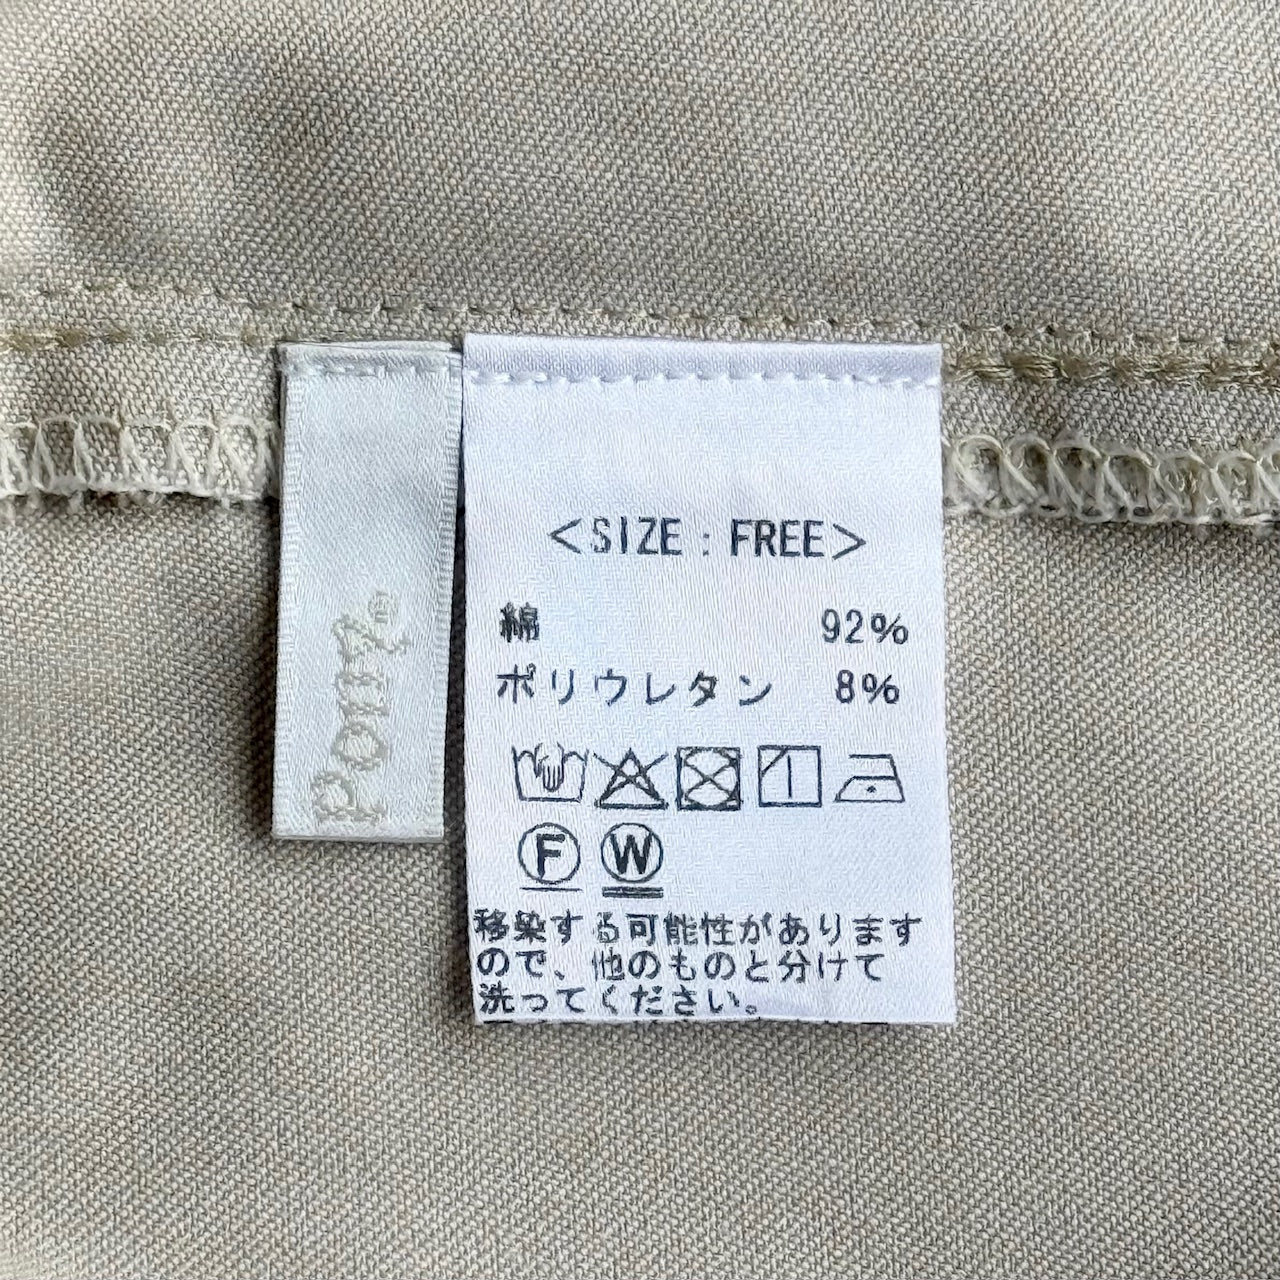 <SIZE : FREE>
綿 92%
ポリウレタン 8%
F W
移染する可能性があります
ので、他のものと分けて
洗ってください。